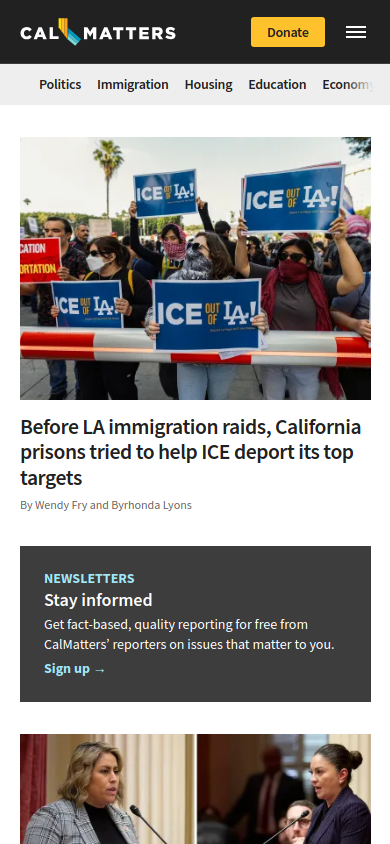 CAL MATTERS
Donate
Politics Immigration Housing Education Economy
ICE OUT OF LA!
ICE OUT OF LA!
ICE OUT OF LA!
ICE OUT OF LA!
Before LA immigration raids, California
prisons tried to help ICE deport its top
targets
By Wendy Fry and Byrhonda Lyons
NEWSLETTERS
Stay informed
Get fact-based, quality reporting for free from
CalMatters’ reporters on issues that matter to you.
Sign up →